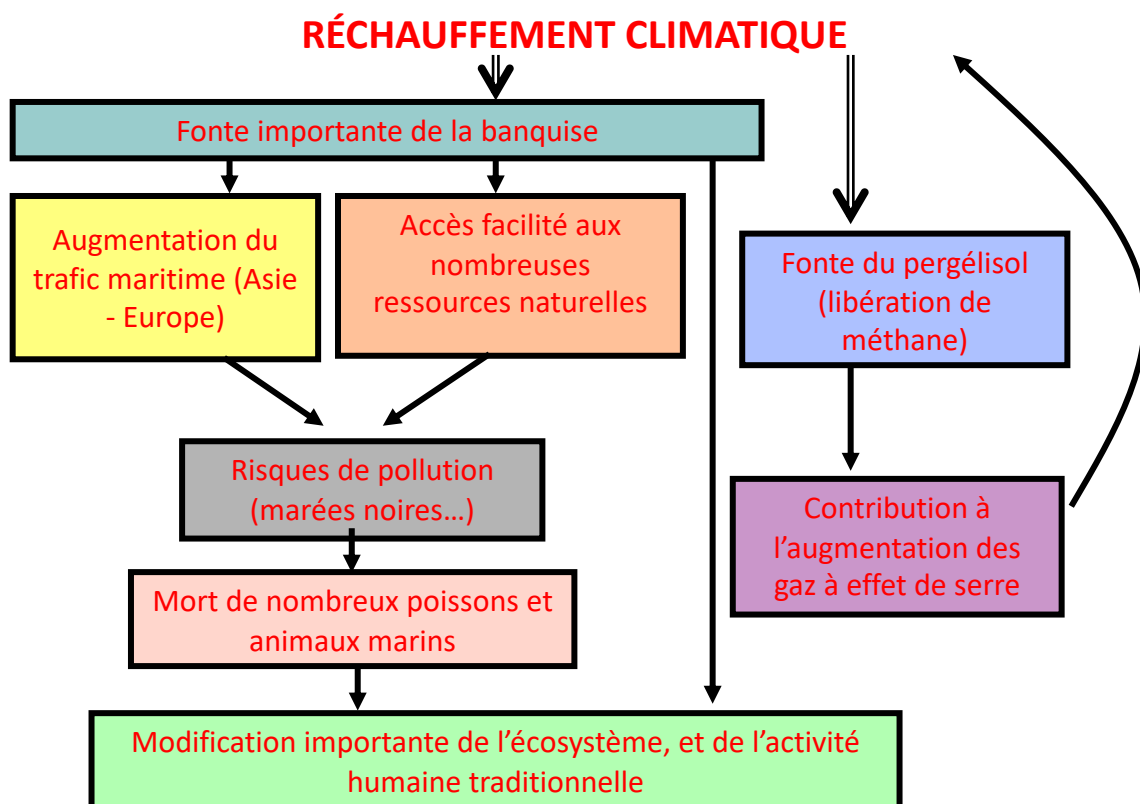 RÉCHAUFFEMENT CLIMATIQUE
Fonte importante de la banquise
Augmentation du
trafic maritime (Asie
- Europe)
Accès facilité aux
nombreuses
ressources naturelles
Fonte du pergélisol
(libération de
méthane)
Risques de pollution
(marées noires…)
Contribution à
l’augmentation des
gaz à effet de serre
Mort de nombreux poissons et
animaux marins
Modification importante de l’écosystème, et de l’activité
humaine traditionnelle